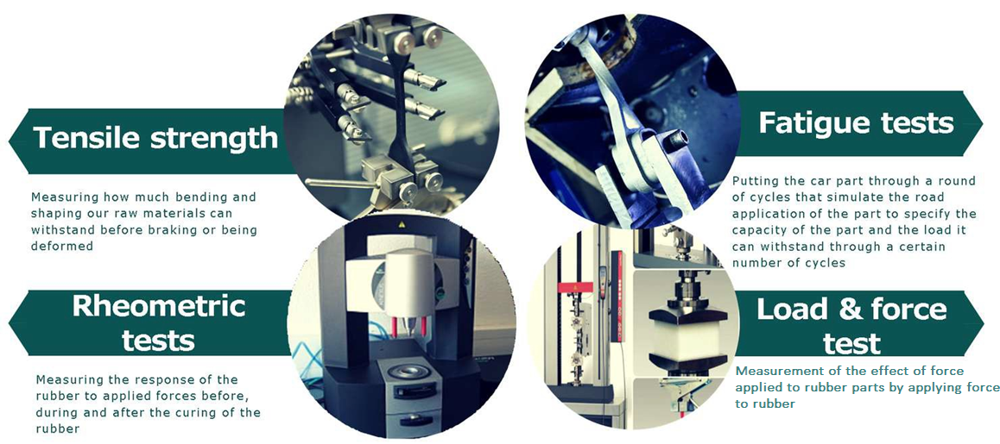 Tensile strength
Measuring how much bending and
shaping our raw materials can
withstand before braking or being
deformed
Fatigue tests
Putting the car part through a round
of cycles that simulate the road
application of the part to specify the
capacity of the part and the load it
can withstand through a certain
number of cycles
Rheometric
tests
Measuring the response of the
rubber to applied forces before,
during and after the curing of the
rubber
Load & force
test
Measurement of the effect of force
applied to rubber parts by applying force
to rubber